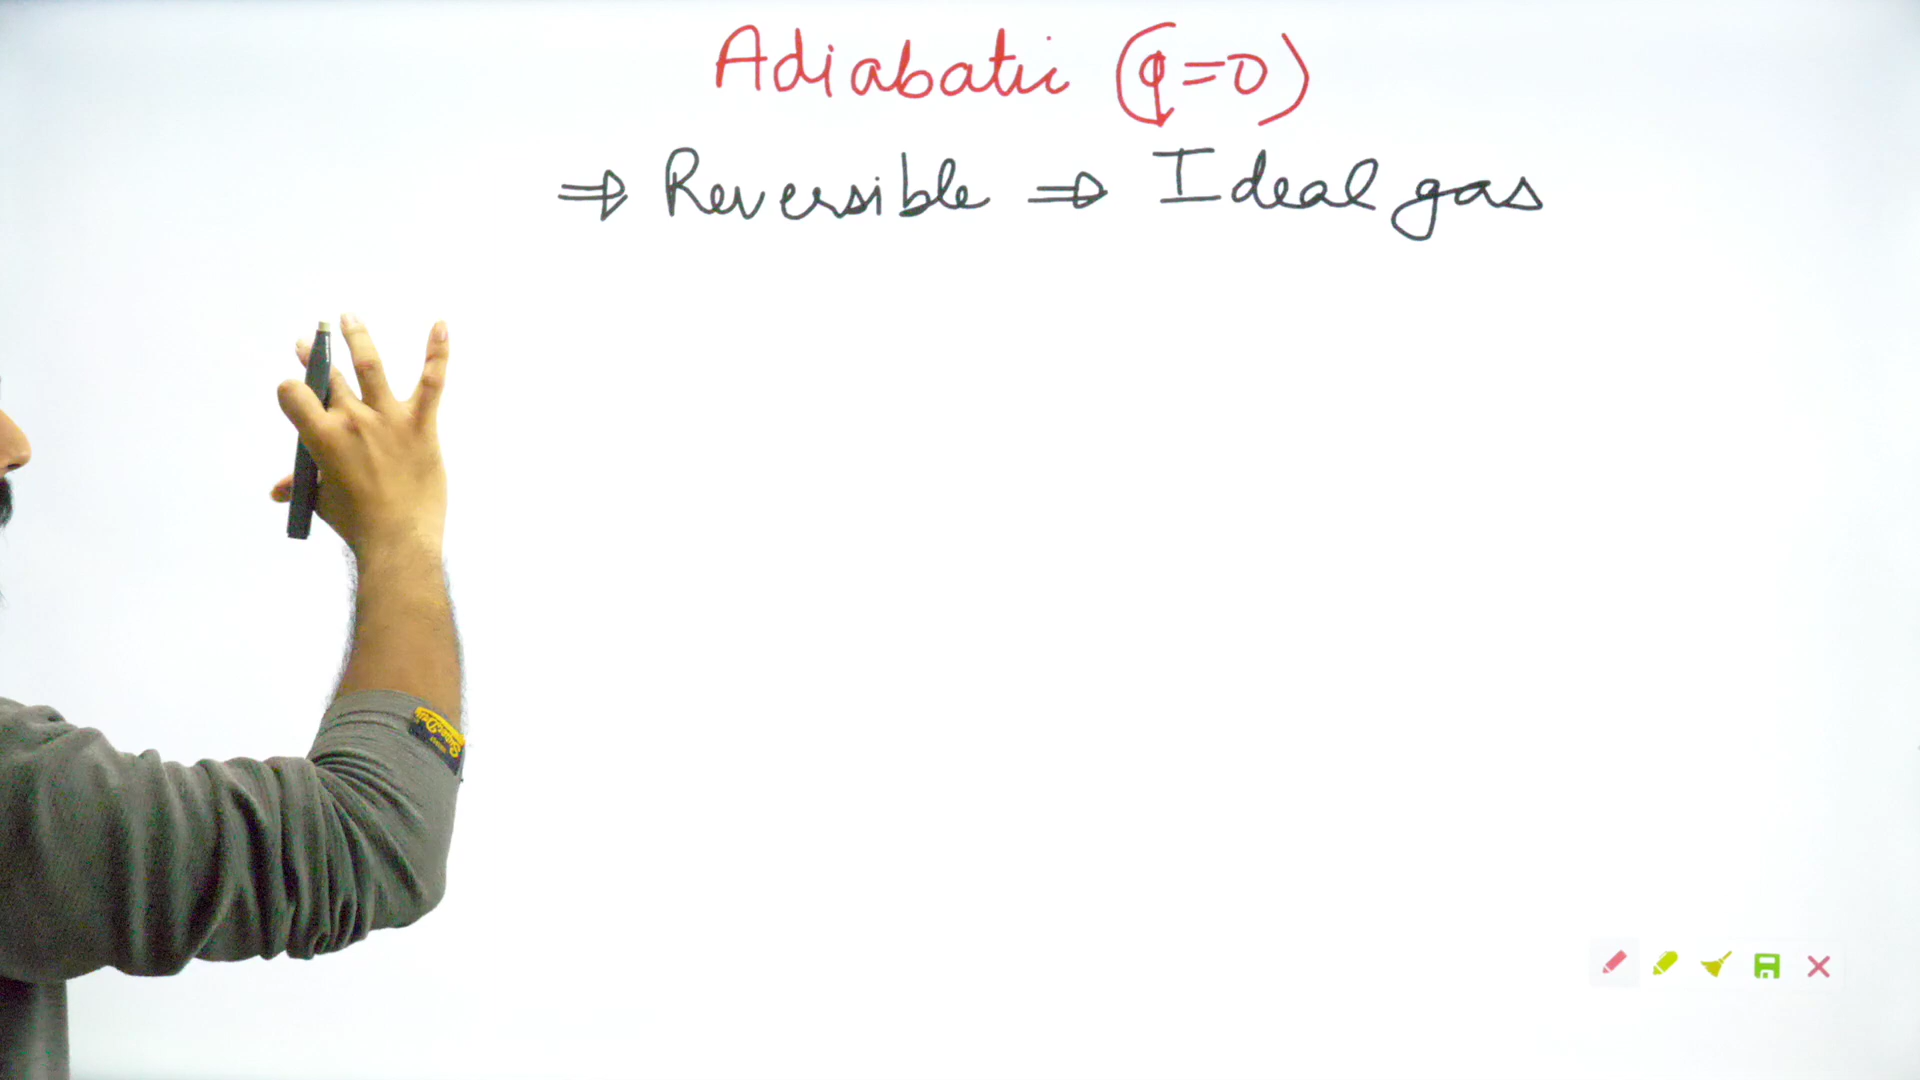 Adiabatic (q=0)
⇒ Reversible ⇒ Ideal gas